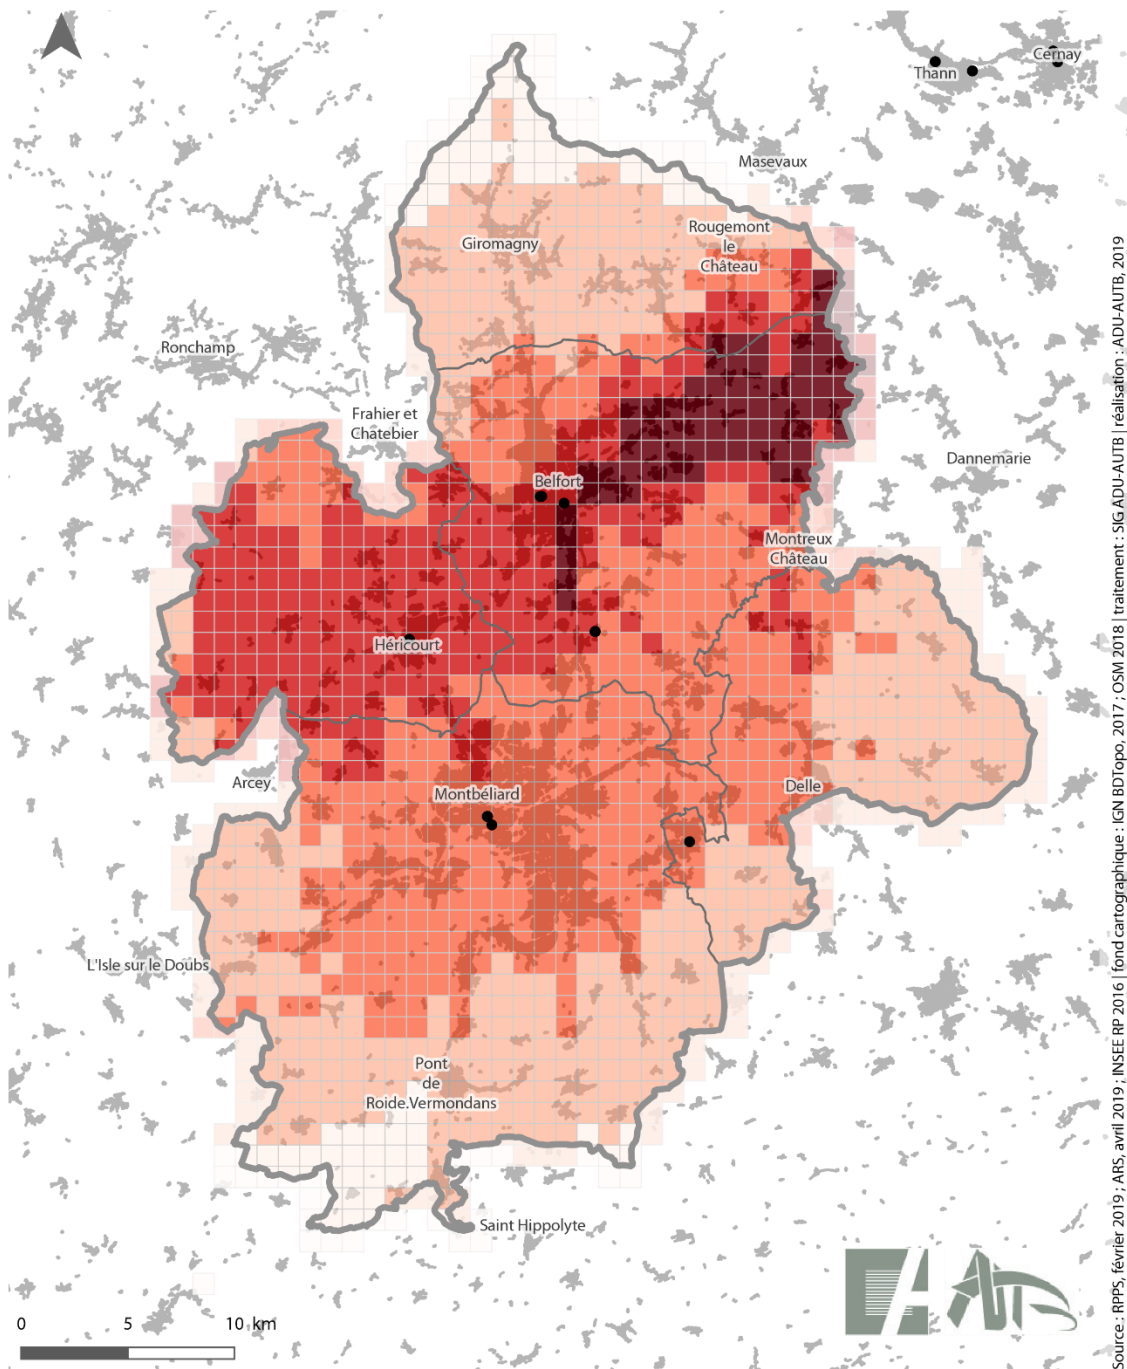 Cernay
Thann
Masevaux
Rougemont
le
Château
Giromagny
Ronchamp
Frahier et
Chatebier
Dannemarie
Belfort
Montreux
Château
Héricourt
Arcey
Delle
Montbéliard
L'Isle sur le Doubs
Pont
de
Roide.Vermondans
Saint Hippolyte
0 5 10 km
Source : RPPS, février 2019 ; ARS, avril 2019 ; INSEE RP 2016 | fond cartographique : IGN BDTopo, 2017 ; OSM 2018 | traitement : SIG ADU-AUTB | réalisation : ADU-AUTB, 2019